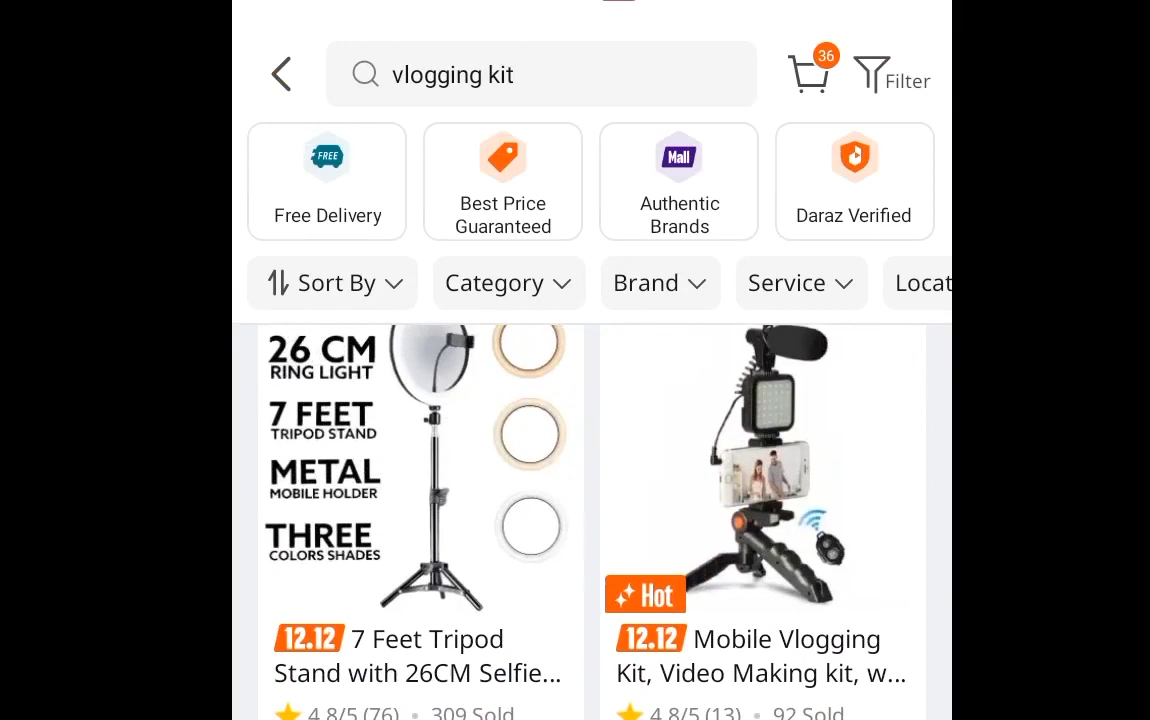 vlogging kit
36
Filter
FREE
Free Delivery
Best Price
Guaranteed
Mall
Authentic
Brands
Daraz Verified
Sort By
Category
Brand
Service
Locat
26 CM
RING LIGHT
7 FEET
TRIPOD STAND
METAL
MOBILE HOLDER
THREE
COLORS SHADES
12.12 7 Feet Tripod
Stand with 26CM Selfie...
4.8/5 (76) • 309 Sold
Hot
12.12 Mobile Vlogging
Kit, Video Making kit, w...
4.8/5 (13) • 92 Sold